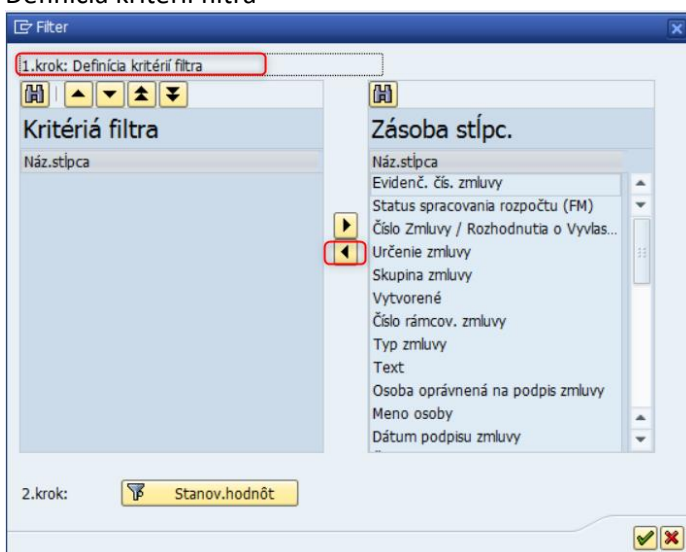 Definícia kritérií filtra
Filter
1.krok: Definícia kritérií filtra
Kritériá filtra
Náz.stĺpca
Zásoba stĺpc.
Náz.stĺpca
Evidenč. čís. zmluvy
Status spracovania rozpočtu (FM)
Číslo Zmluvy / Rozhodnutia o Vyvlas...
Určenie zmluvy
Skupina zmluvy
Vytvorené
Číslo rámcov. zmluvy
Typ zmluvy
Text
Osoba oprávnená na podpis zmluvy
Meno osoby
Dátum podpisu zmluvy
2.krok:
Stanov.hodnôt